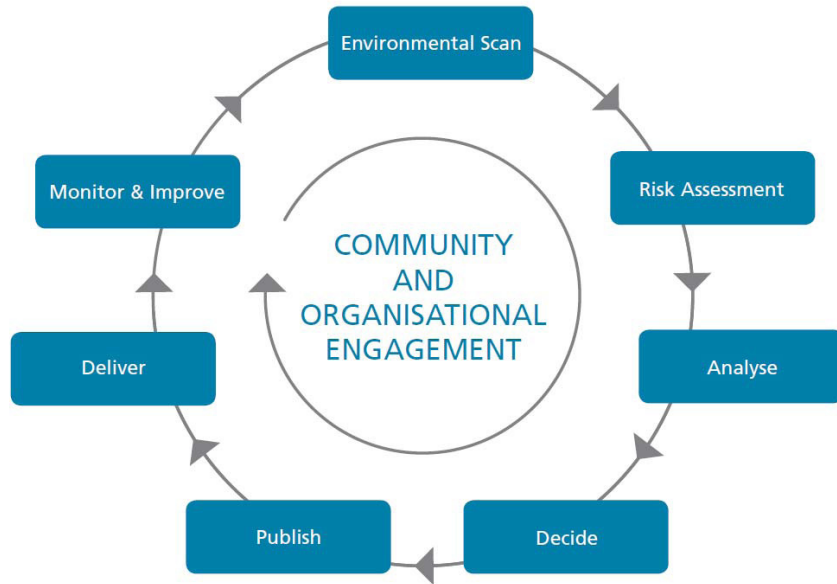 Environmental Scan
Risk Assessment
Analyse
Decide
Publish
Deliver
Monitor & Improve
COMMUNITY
AND
ORGANISATIONAL
ENGAGEMENT